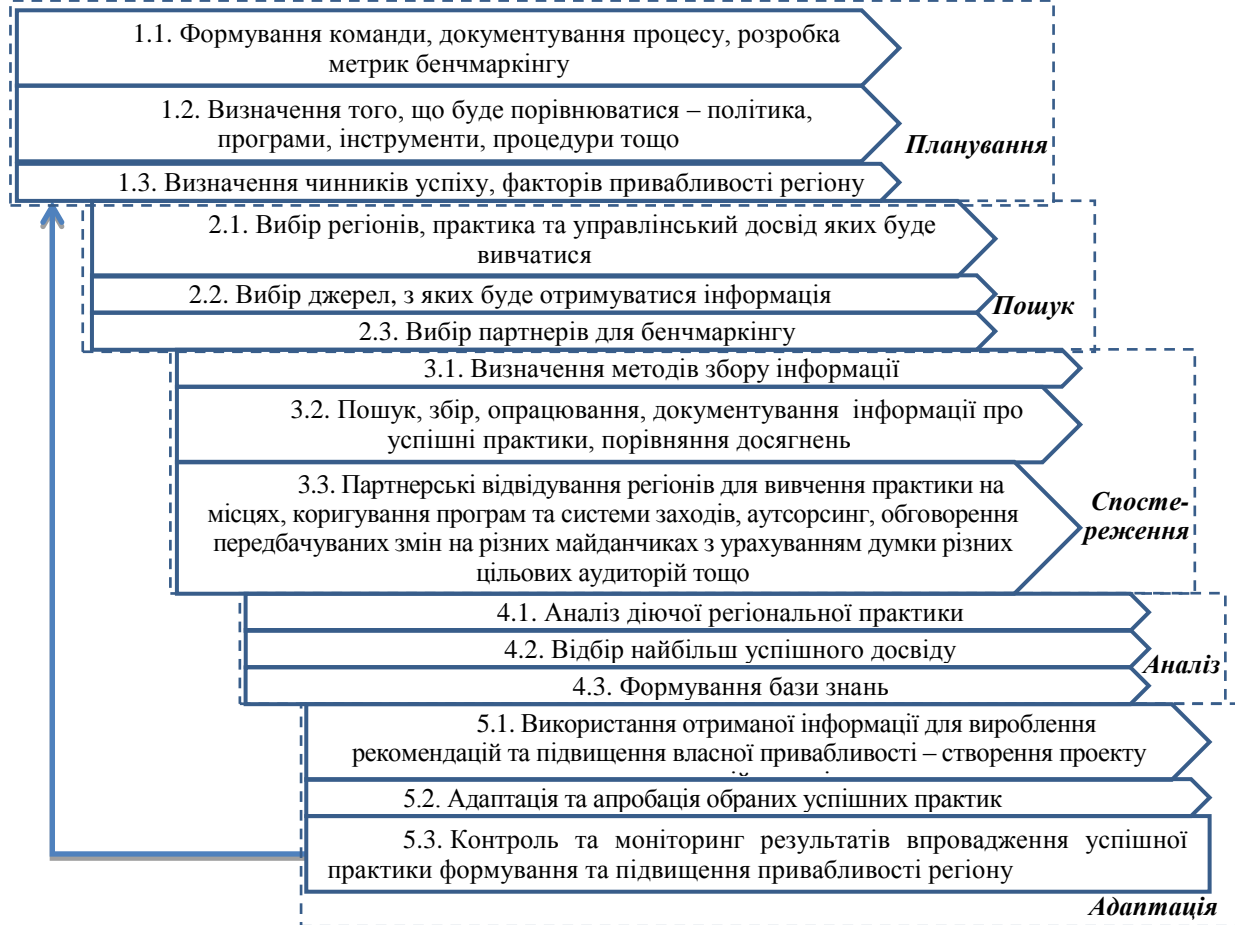 1.1. Формування команди, документування процесу, розробка
метрик бенчмаркінгу
1.2. Визначення того, що буде порівнюватися – політика,
програми, інструменти, процедури тощо
Планування
1.3. Визначення чинників успіху, факторів привабливості регіону
2.1. Вибір регіонів, практика та управлінський досвід яких буде
вивчатися
2.2. Вибір джерел, з яких буде отримуватися інформація
Пошук
2.3. Вибір партнерів для бенчмаркінгу
3.1. Визначення методів збору інформації
3.2. Пошук, збір, опрацювання, документування інформації про
успішні практики, порівняння досягнень
3.3. Партнерські відвідування регіонів для вивчення практики на
місцях, коригування програм та системи заходів, аутсорсинг, обговорення
передбачуваних змін на різних майданчиках з урахуванням думки різних
цільових аудиторій тощо
Спосте-
реження
4.1. Аналіз діючої регіональної практики
4.2. Відбір найбільш успішного досвіду
Аналіз
4.3. Формування бази знань
5.1. Використання отриманої інформації для вироблення
рекомендацій та підвищення власної привабливості – створення проекту
5.2. Адаптація та апробація обраних успішних практик
5.3. Контроль та моніторинг результатів впровадження успішної
практики формування та підвищення привабливості регіону
Адаптація